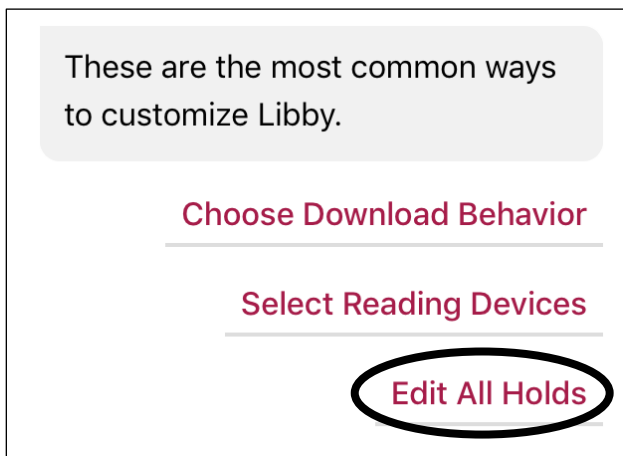 These are the most common ways
to customize Libby.
Choose Download Behavior
Select Reading Devices
Edit All Holds